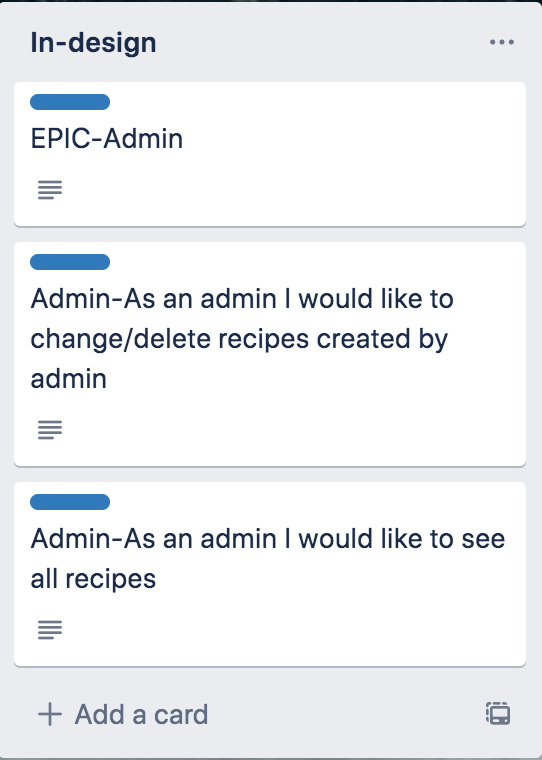 In-design
EPIC-Admin
Admin-As an admin I would like to
change/delete recipes created by
admin
Admin-As an admin I would like to see
all recipes
Add a card